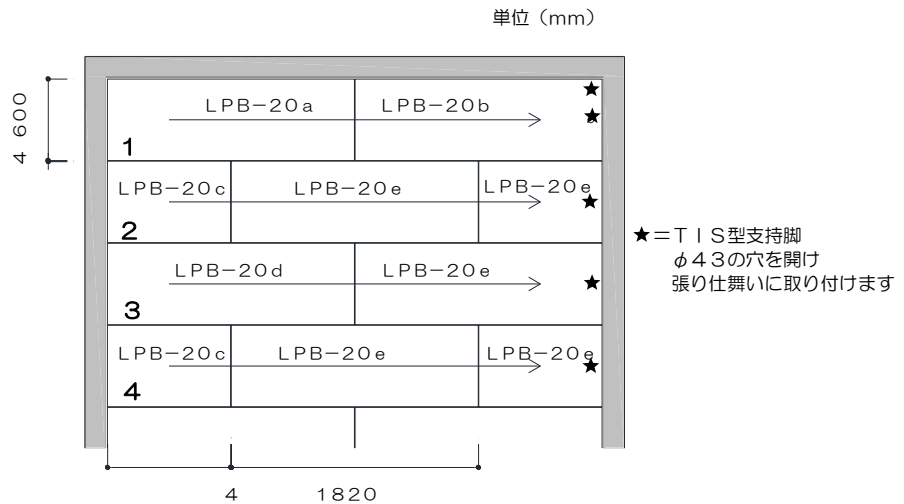 単位（mm）
4 600
LPB－20a LPB－20b
1
LPB－20c LPB－20e LPB－20e
2
★＝TIS型支持脚
φ43の穴を開け
張り仕舞いに取り付けます
LPB－20d LPB－20e
3
LPB－20c LPB－20e LPB－20e
4
4 1820